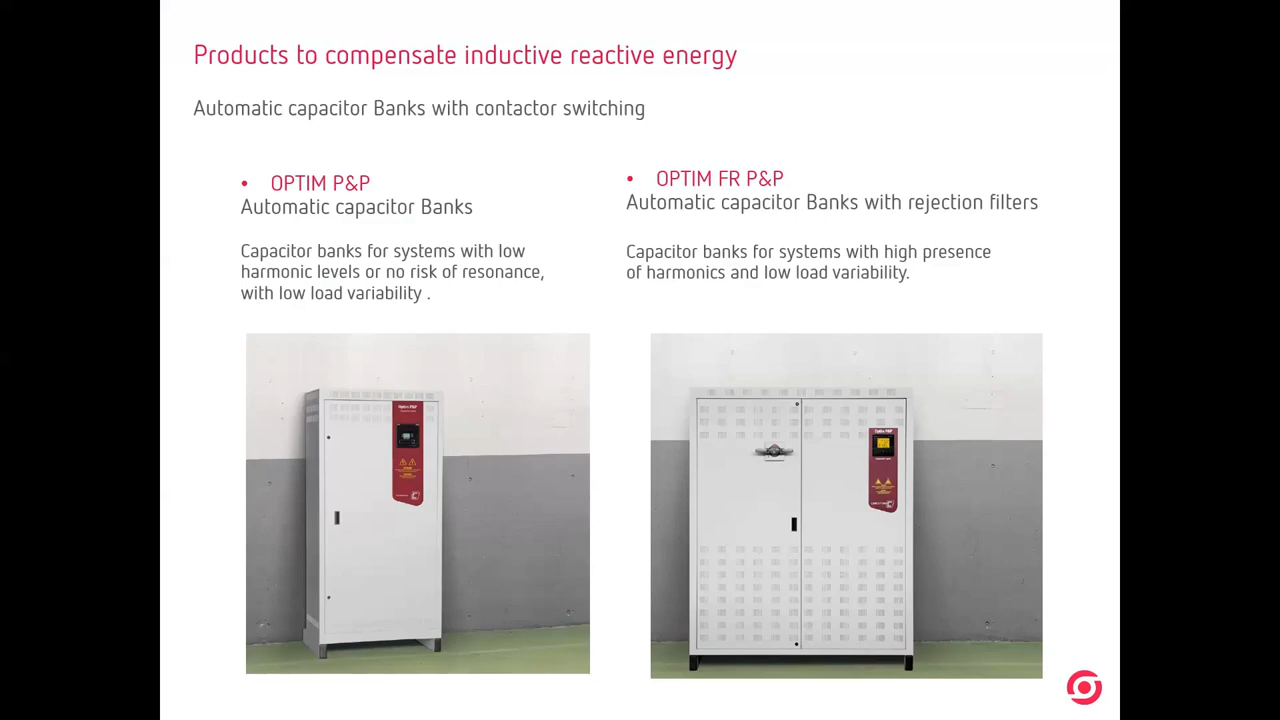 Products to compensate inductive reactive energy
Automatic capacitor Banks with contactor switching
• OPTIM P&P
Automatic capacitor Banks
Capacitor banks for systems with low
harmonic levels or no risk of resonance,
with low load variability .
• OPTIM FR P&P
Automatic capacitor Banks with rejection filters
Capacitor banks for systems with high presence
of harmonics and low load variability.
Optim P&P
Optim P&P